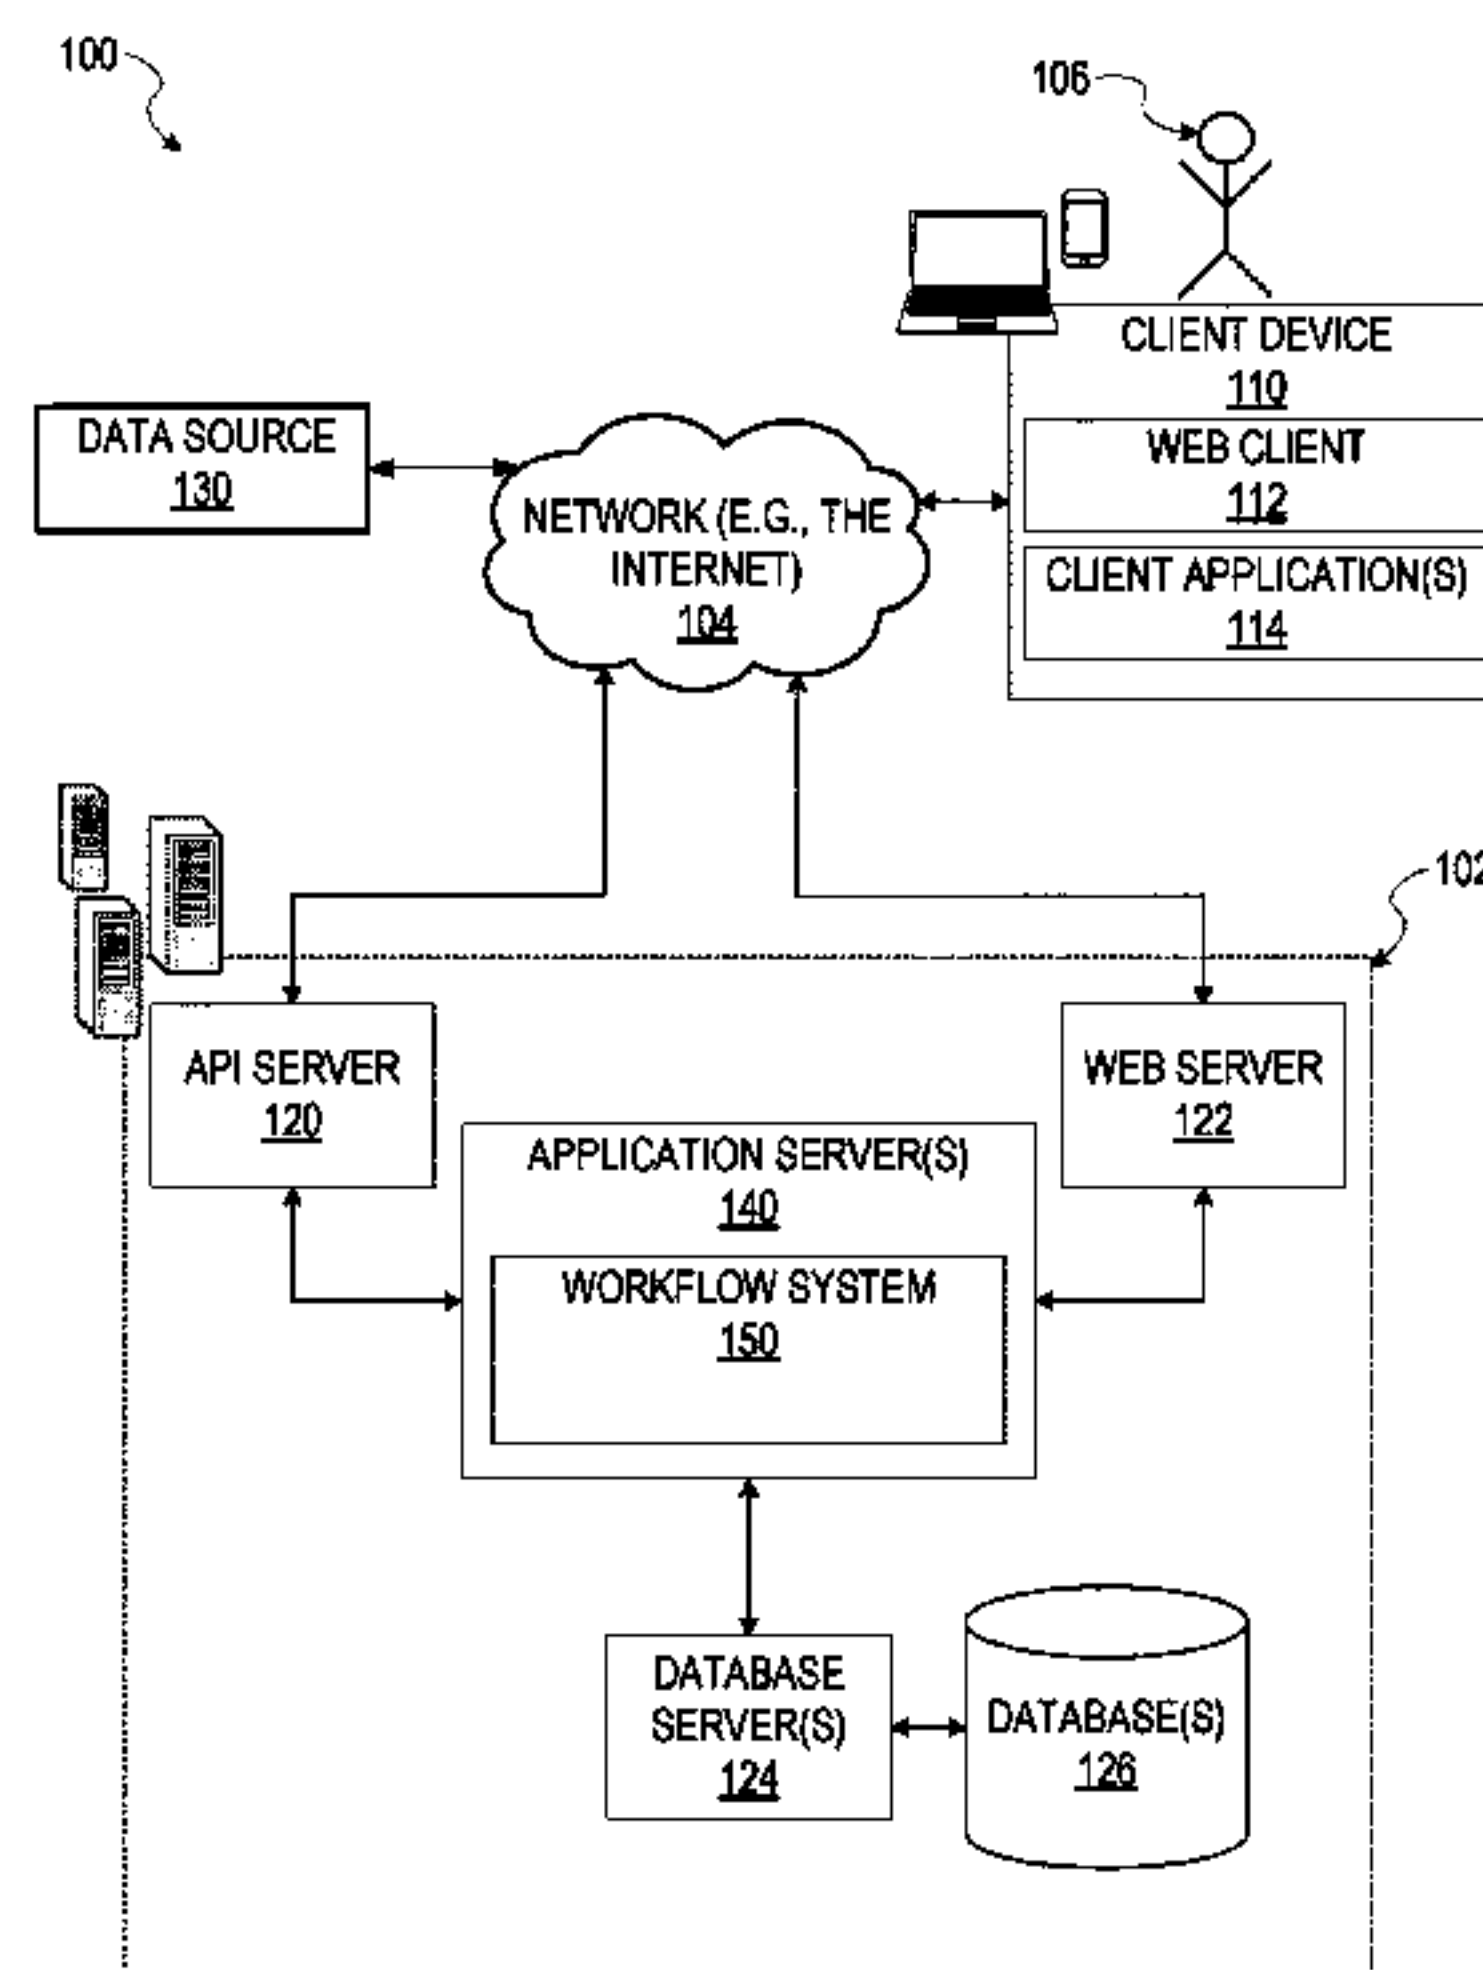 100
106
CLIENT DEVICE
110
WEB CLIENT
112
CLIENT APPLICATION(S)
114
DATA SOURCE
130
NETWORK (E.G., THE
INTERNET)
104
102
API SERVER
120
WEB SERVER
122
APPLICATION SERVER(S)
140
WORKFLOW SYSTEM
150
DATABASE
SERVER(S)
124
DATABASE(S)
126